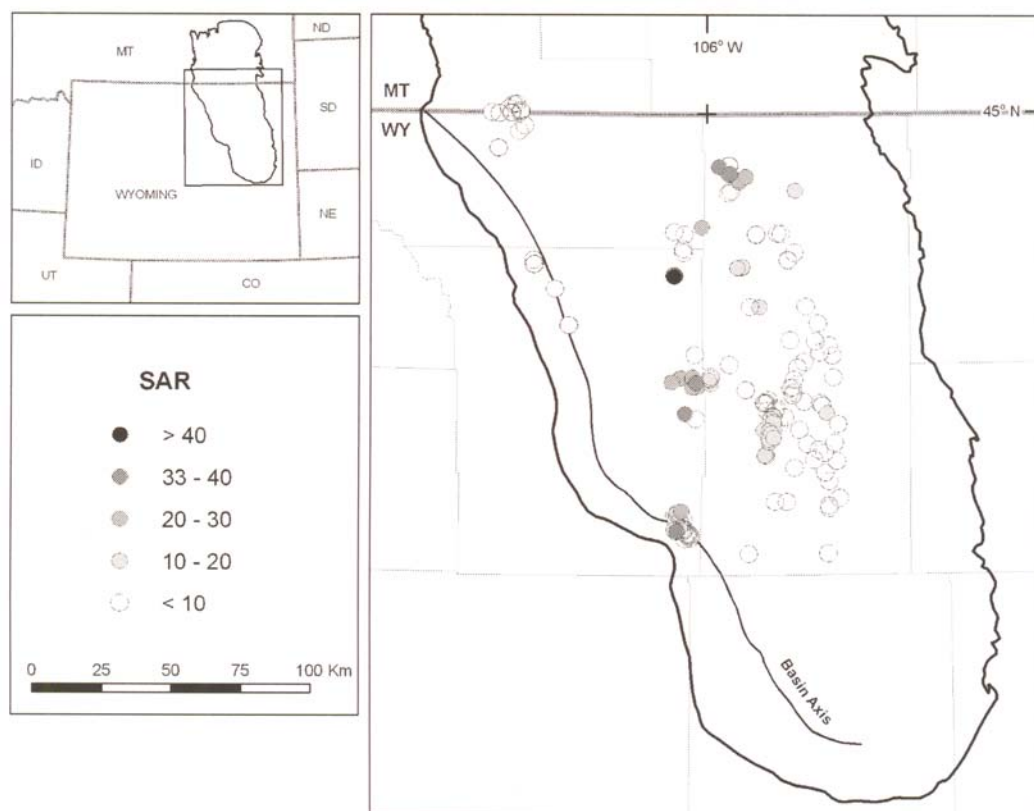 ND
MT
SD
ID
WYOMING
NE
UT
CO
SAR
> 40
33 - 40
20 - 30
10 - 20
< 10
0 25 50 75 100 Km
106° W
MT
45° N
WY
Basin Axis